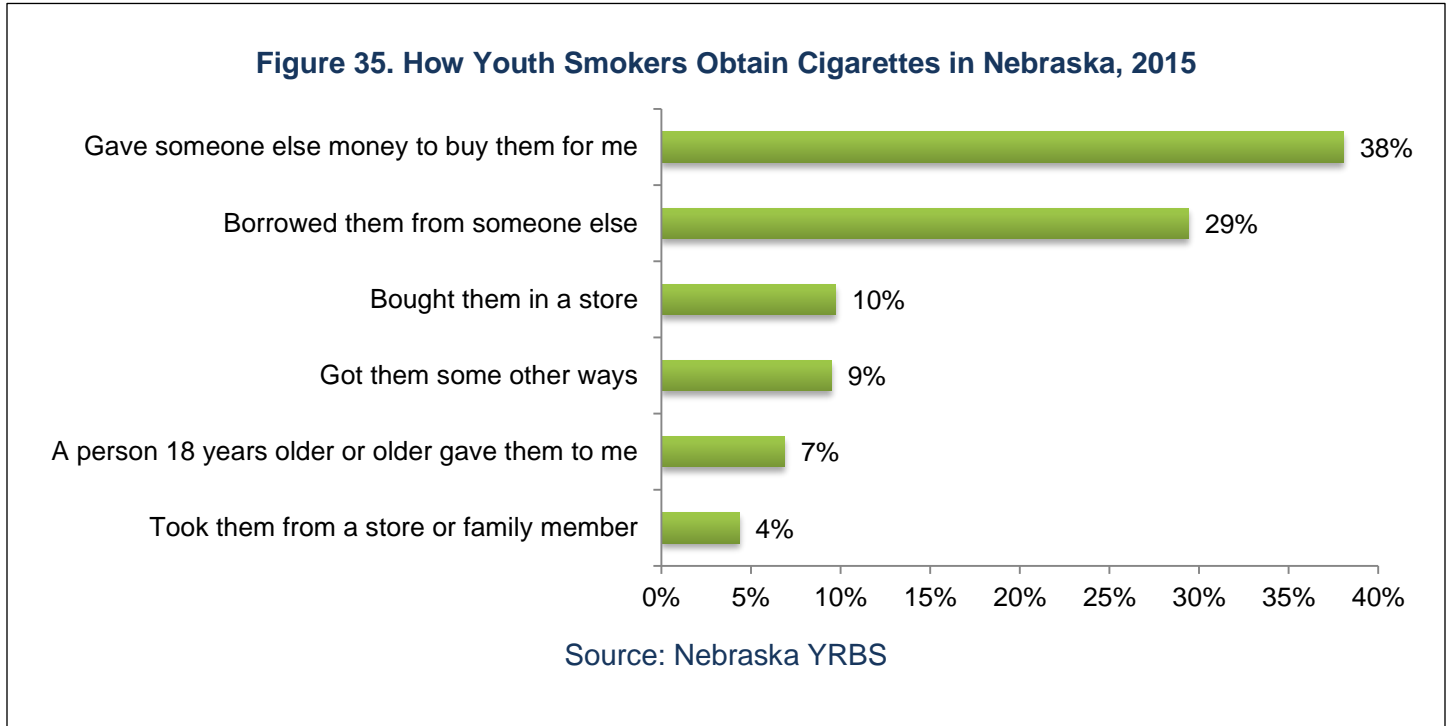 Figure 35. How Youth Smokers Obtain Cigarettes in Nebraska, 2015
Gave someone else money to buy them for me
38%
Borrowed them from someone else
29%
Bought them in a store
10%
Got them some other ways
9%
A person 18 years older or older gave them to me
7%
Took them from a store or family member
4%
0% 5% 10% 15% 20% 25% 30% 35% 40%
Source: Nebraska YRBS